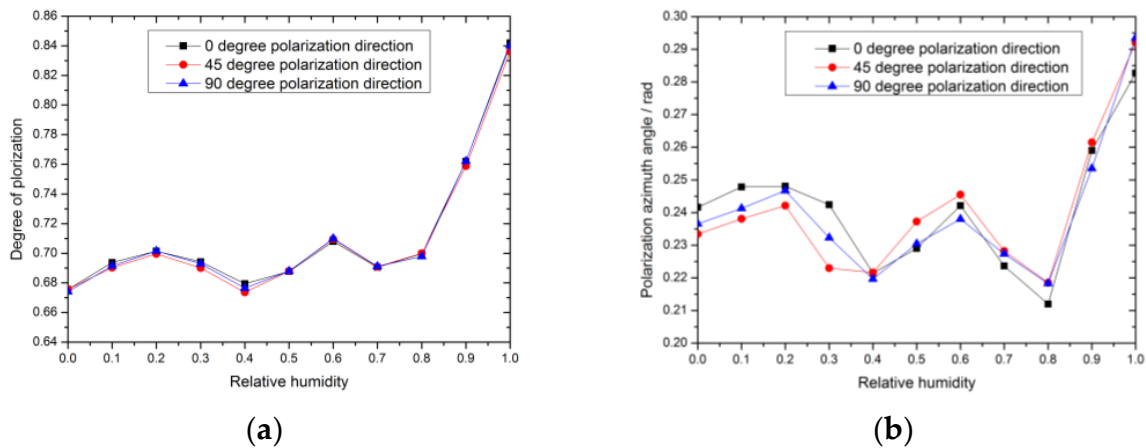 0.86
0.84
0.82
0.80
0.78
0.76
0.74
0.72
0.70
0.68
0.66
0.64
Degree of plorization
0 degree polarization direction
45 degree polarization direction
90 degree polarization direction
0.0 0.1 0.2 0.3 0.4 0.5 0.6 0.7 0.8 0.9 1.0
Relative humidity
(a)
0.30
0.29
0.28
0.27
0.26
0.25
0.24
0.23
0.22
0.21
0.20
Polarization azimuth angle / rad
0 degree polarization direction
45 degree polarization direction
90 degree polarization direction
0.0 0.1 0.2 0.3 0.4 0.5 0.6 0.7 0.8 0.9 1.0
Relative humidity
(b)